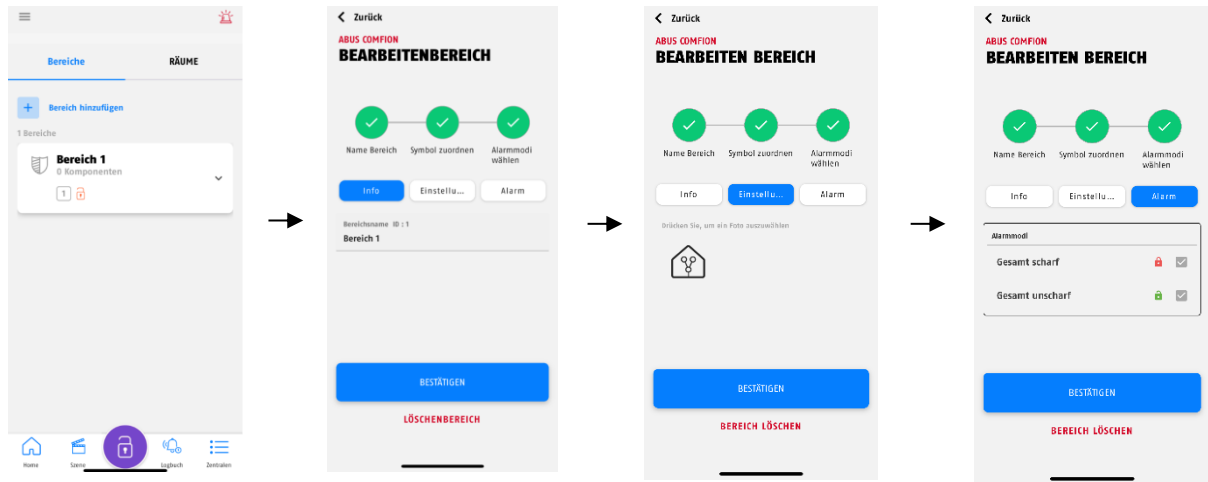 Bereiche
RÄUME
+ Bereich hinzufügen
1 Bereiche
Bereich 1
0 Komponenten
1
Home
Szene
Logbuch
Zentralen
Zurück
ABUS COMFION
BEARBEITENBEREICH
Name Bereich
Symbol zuordnen
Alarmmodi
wählen
Info
Einstellu...
Alarm
Bereichsname ID : 1
Bereich 1
BESTÄTIGEN
LÖSCHENBEREICH
Zurück
ABUS COMFION
BEARBEITEN BEREICH
Name Bereich
Symbol zuordnen
Alarmmodi
wählen
Info
Einstellu...
Alarm
Drücken Sie, um ein Foto auszuwählen
BESTÄTIGEN
BEREICH LÖSCHEN
Zurück
ABUS COMFION
BEARBEITEN BEREICH
Name Bereich
Symbol zuordnen
Alarmmodi
wählen
Info
Einstellu...
Alarm
Alarmmodi
Gesamt scharf
Gesamt unscharf
BESTÄTIGEN
BEREICH LÖSCHEN